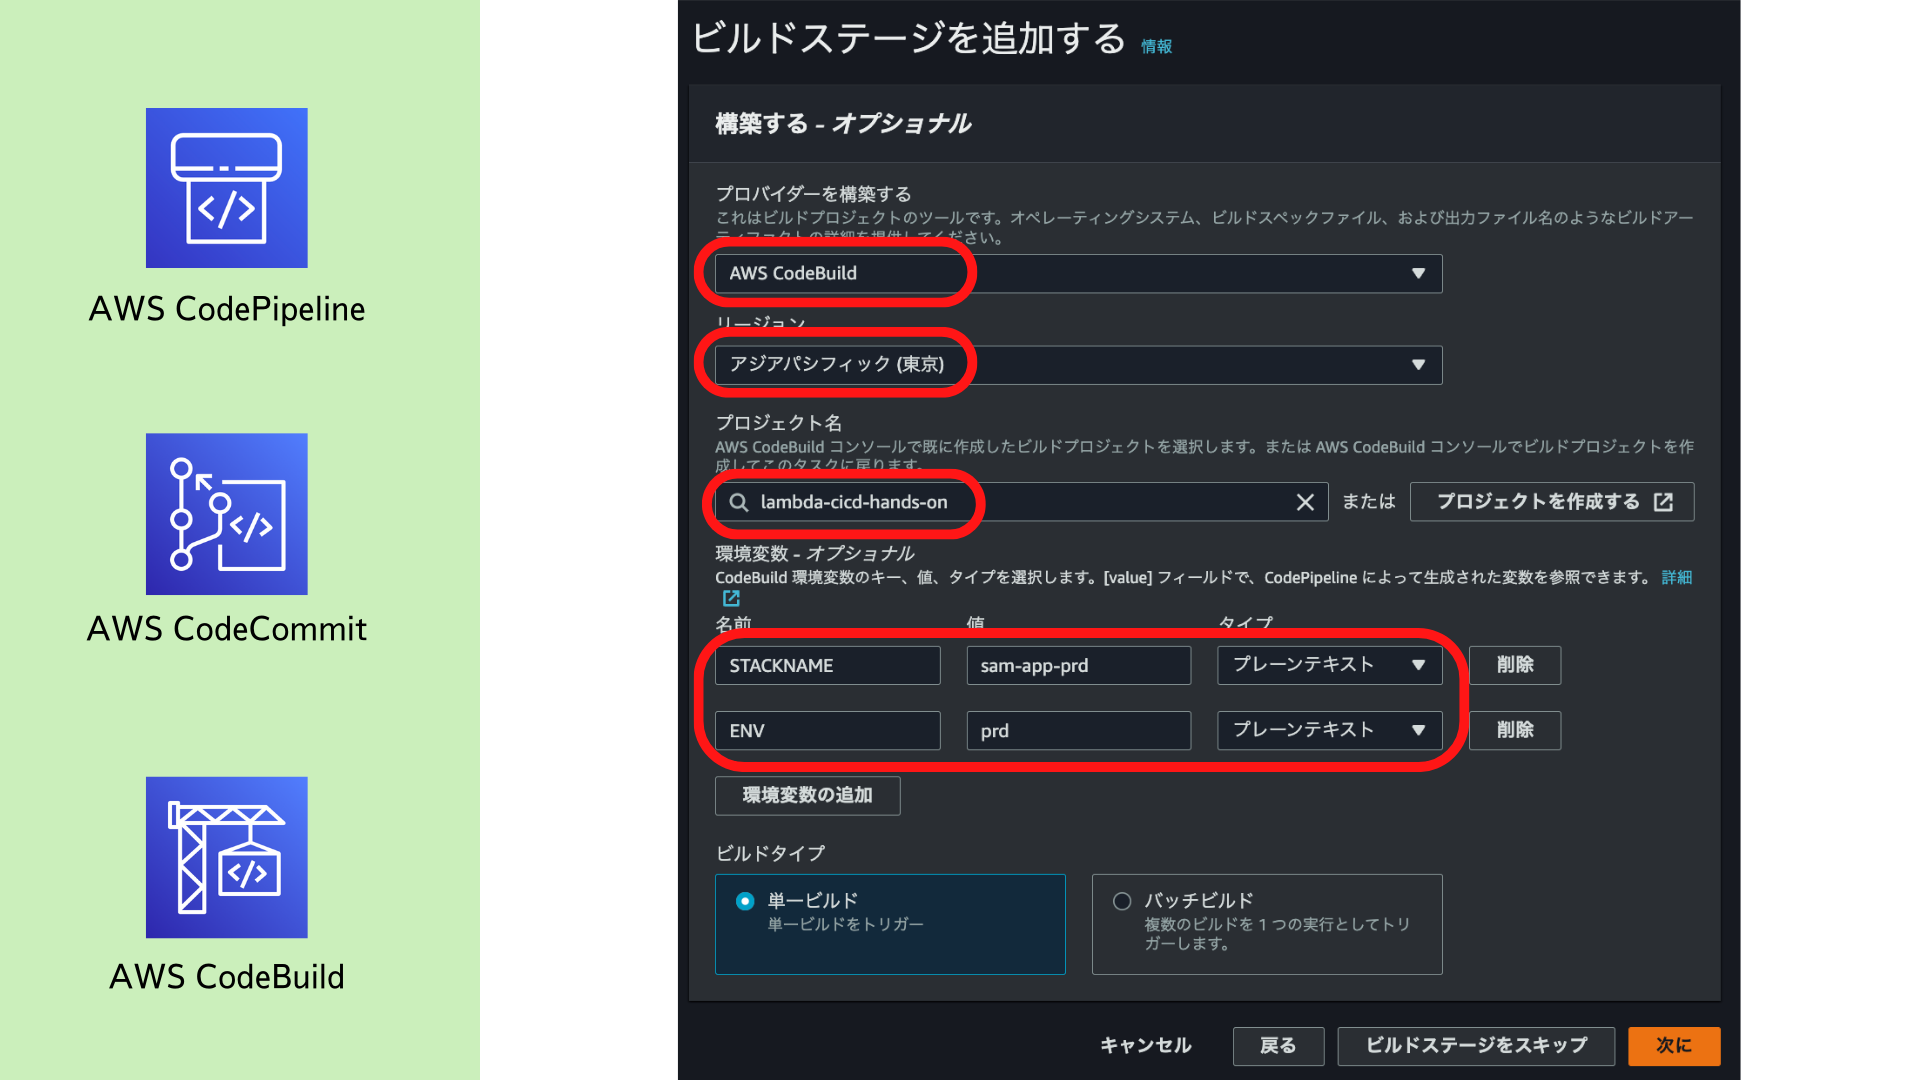 AWS CodePipeline
AWS CodeCommit
AWS CodeBuild
ビルドステージを追加する 情報
構築する - オプショナル
プロバイダーを構築する
これはビルドプロジェクトのツールです。オペレーティングシステム、ビルドスペックファイル、および出力ファイル名のようなビルドアー
ティファクトの詳細を提供してください。
AWS CodeBuild
リージョン
アジアパシフィック (東京)
プロジェクト名
AWS CodeBuild コンソールで既に作成したビルドプロジェクトを選択します。または AWS CodeBuild コンソールでビルドプロジェクトを作
成してこのタスクに戻ります。
lambda-cicd-hands-on または プロジェクトを作成する
環境変数 - オプショナル
CodeBuild 環境変数のキー、値、タイプを選択します。[value] フィールドで、CodePipeline によって生成された変数を参照できます。 詳細
名前 値 タイプ
STACKNAME sam-app-prd プレーンテキスト 削除
ENV prd プレーンテキスト 削除
環境変数の追加
ビルドタイプ
単一ビルド
単一ビルドをトリガー
バッチビルド
複数のビルドを 1 つの実行としてトリ
ガーします。
キャンセル 戻る ビルドステージをスキップ 次に